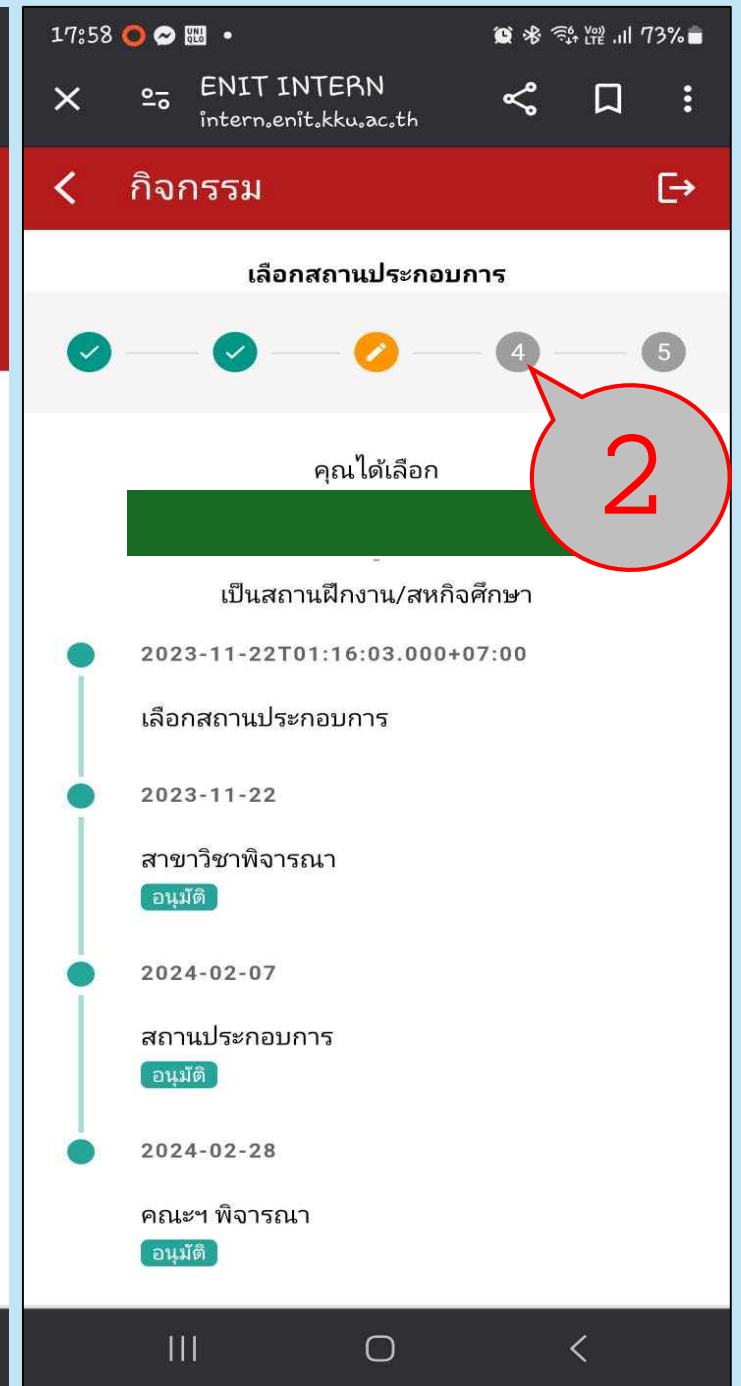 17:58 UNI QLO Vo)) LTE 73%
ENIT INTERN
intern.enit.kku.ac.th
กิจกรรม
เลือกสถานประกอบการ
4 5
2
คุณได้เลือก
-
เป็นสถานฝึกงาน/สหกิจศึกษา
2023-11-22T01:16:03.000+07:00
เลือกสถานประกอบการ
2023-11-22
สาขาวิชาพิจารณา
อนุมัติ
2024-02-07
สถานประกอบการ
อนุมัติ
2024-02-28
คณะฯ พิจารณา
อนุมัติ